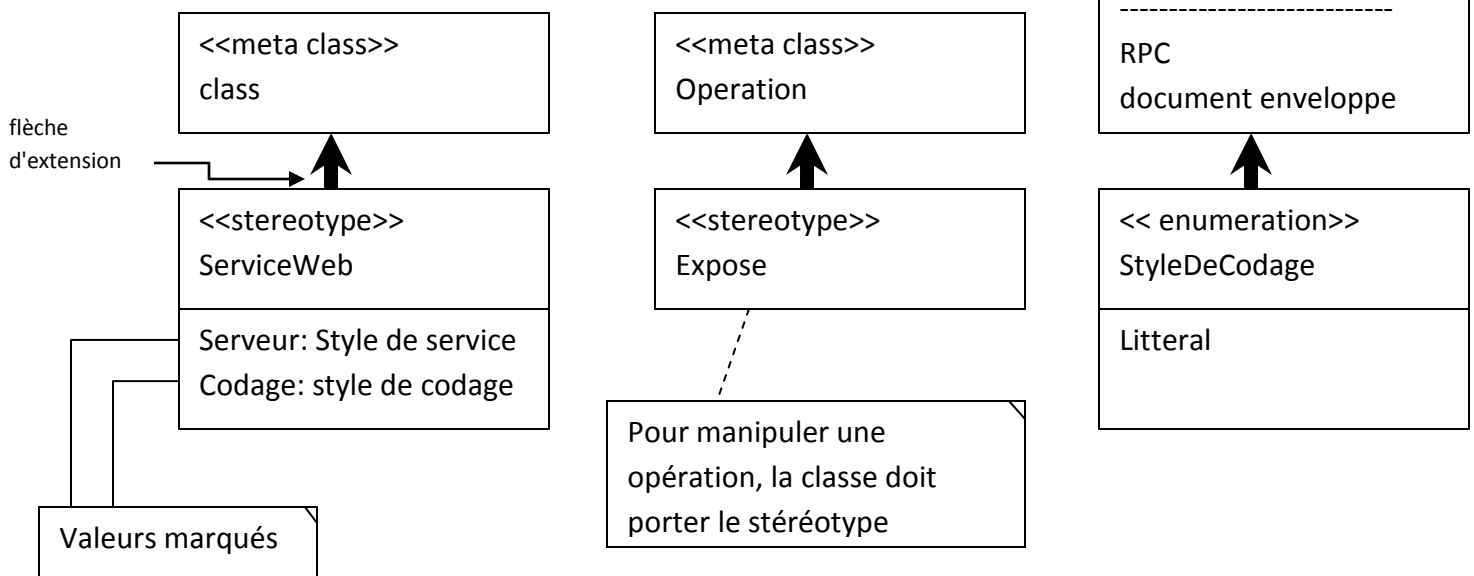 <<meta class>>
class
<<meta class>>
Operation
---------------------------
RPC
document enveloppe
flèche
d'extension
<<stereotype>>
ServiceWeb
Serveur: Style de service
Codage: style de codage
<<stereotype>>
Expose
<< enumeration>>
StyleDeCodage
Litteral
Pour manipuler une
opération, la classe doit
porter le stéréotype
Valeurs marqués